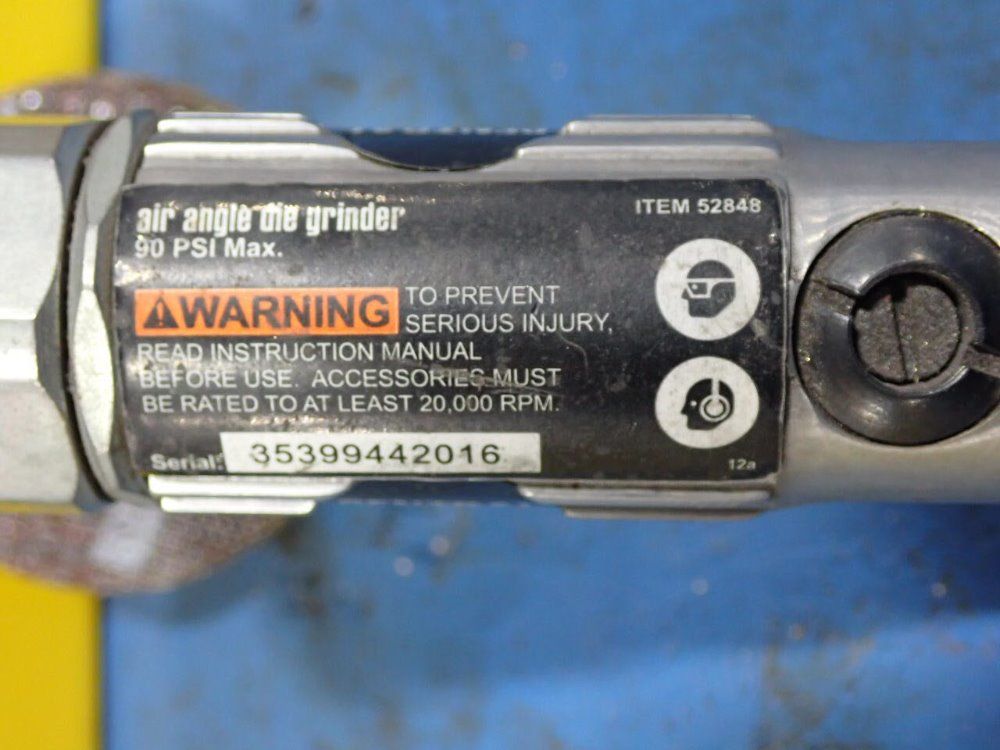 air angle die grinder
90 PSI Max.
ITEM 52848
⚠WARNING TO PREVENT
SERIOUS INJURY,
READ INSTRUCTION MANUAL
BEFORE USE. ACCESSORIES MUST
BE RATED TO AT LEAST 20,000 RPM.
Serial: 35399442016
12a